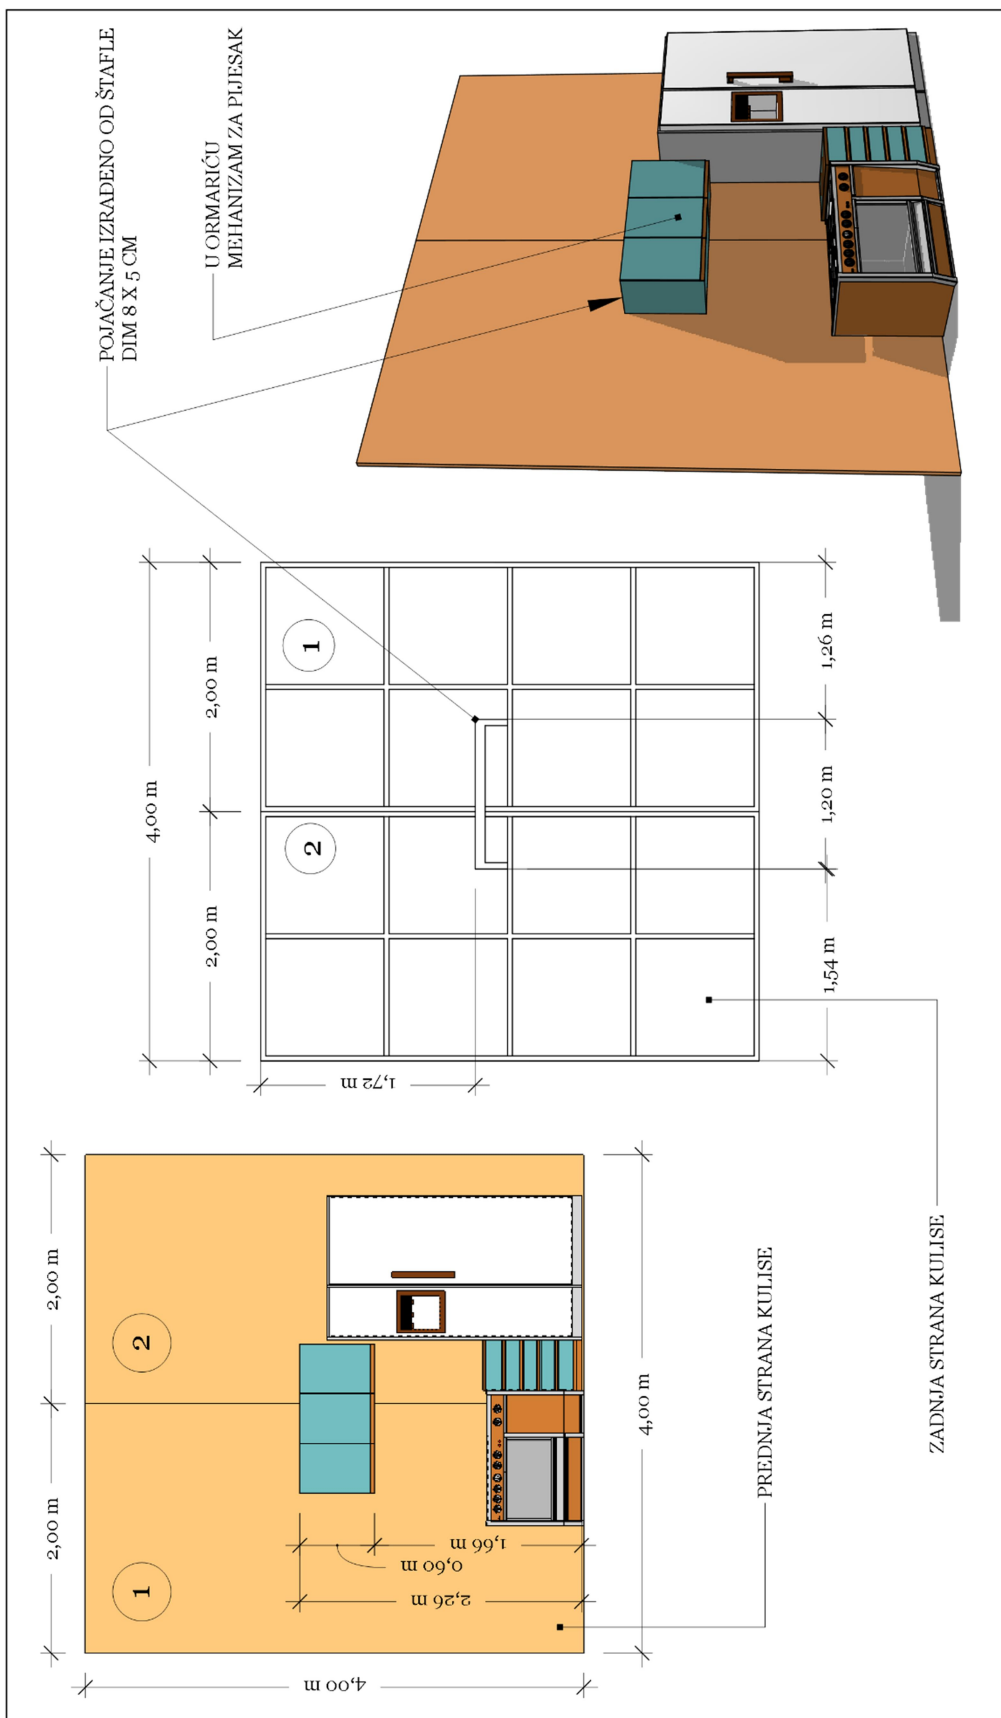 2,00 m
2,00 m
1
2
4,00 m
2,26 m
0,60 m
1,66 m
4,00 m
PREDNJA STRANA KULISE
4,00 m
2,00 m
2,00 m
2
1
1,72 m
1,54 m
1,20 m
1,26 m
ZADNJA STRANA KULISE
POJAČANJE IZRAĐENO OD ŠTAFLE
DIM 8 X 5 CM
U ORMARIĆU
MEHANIZAM ZA PIJESAK